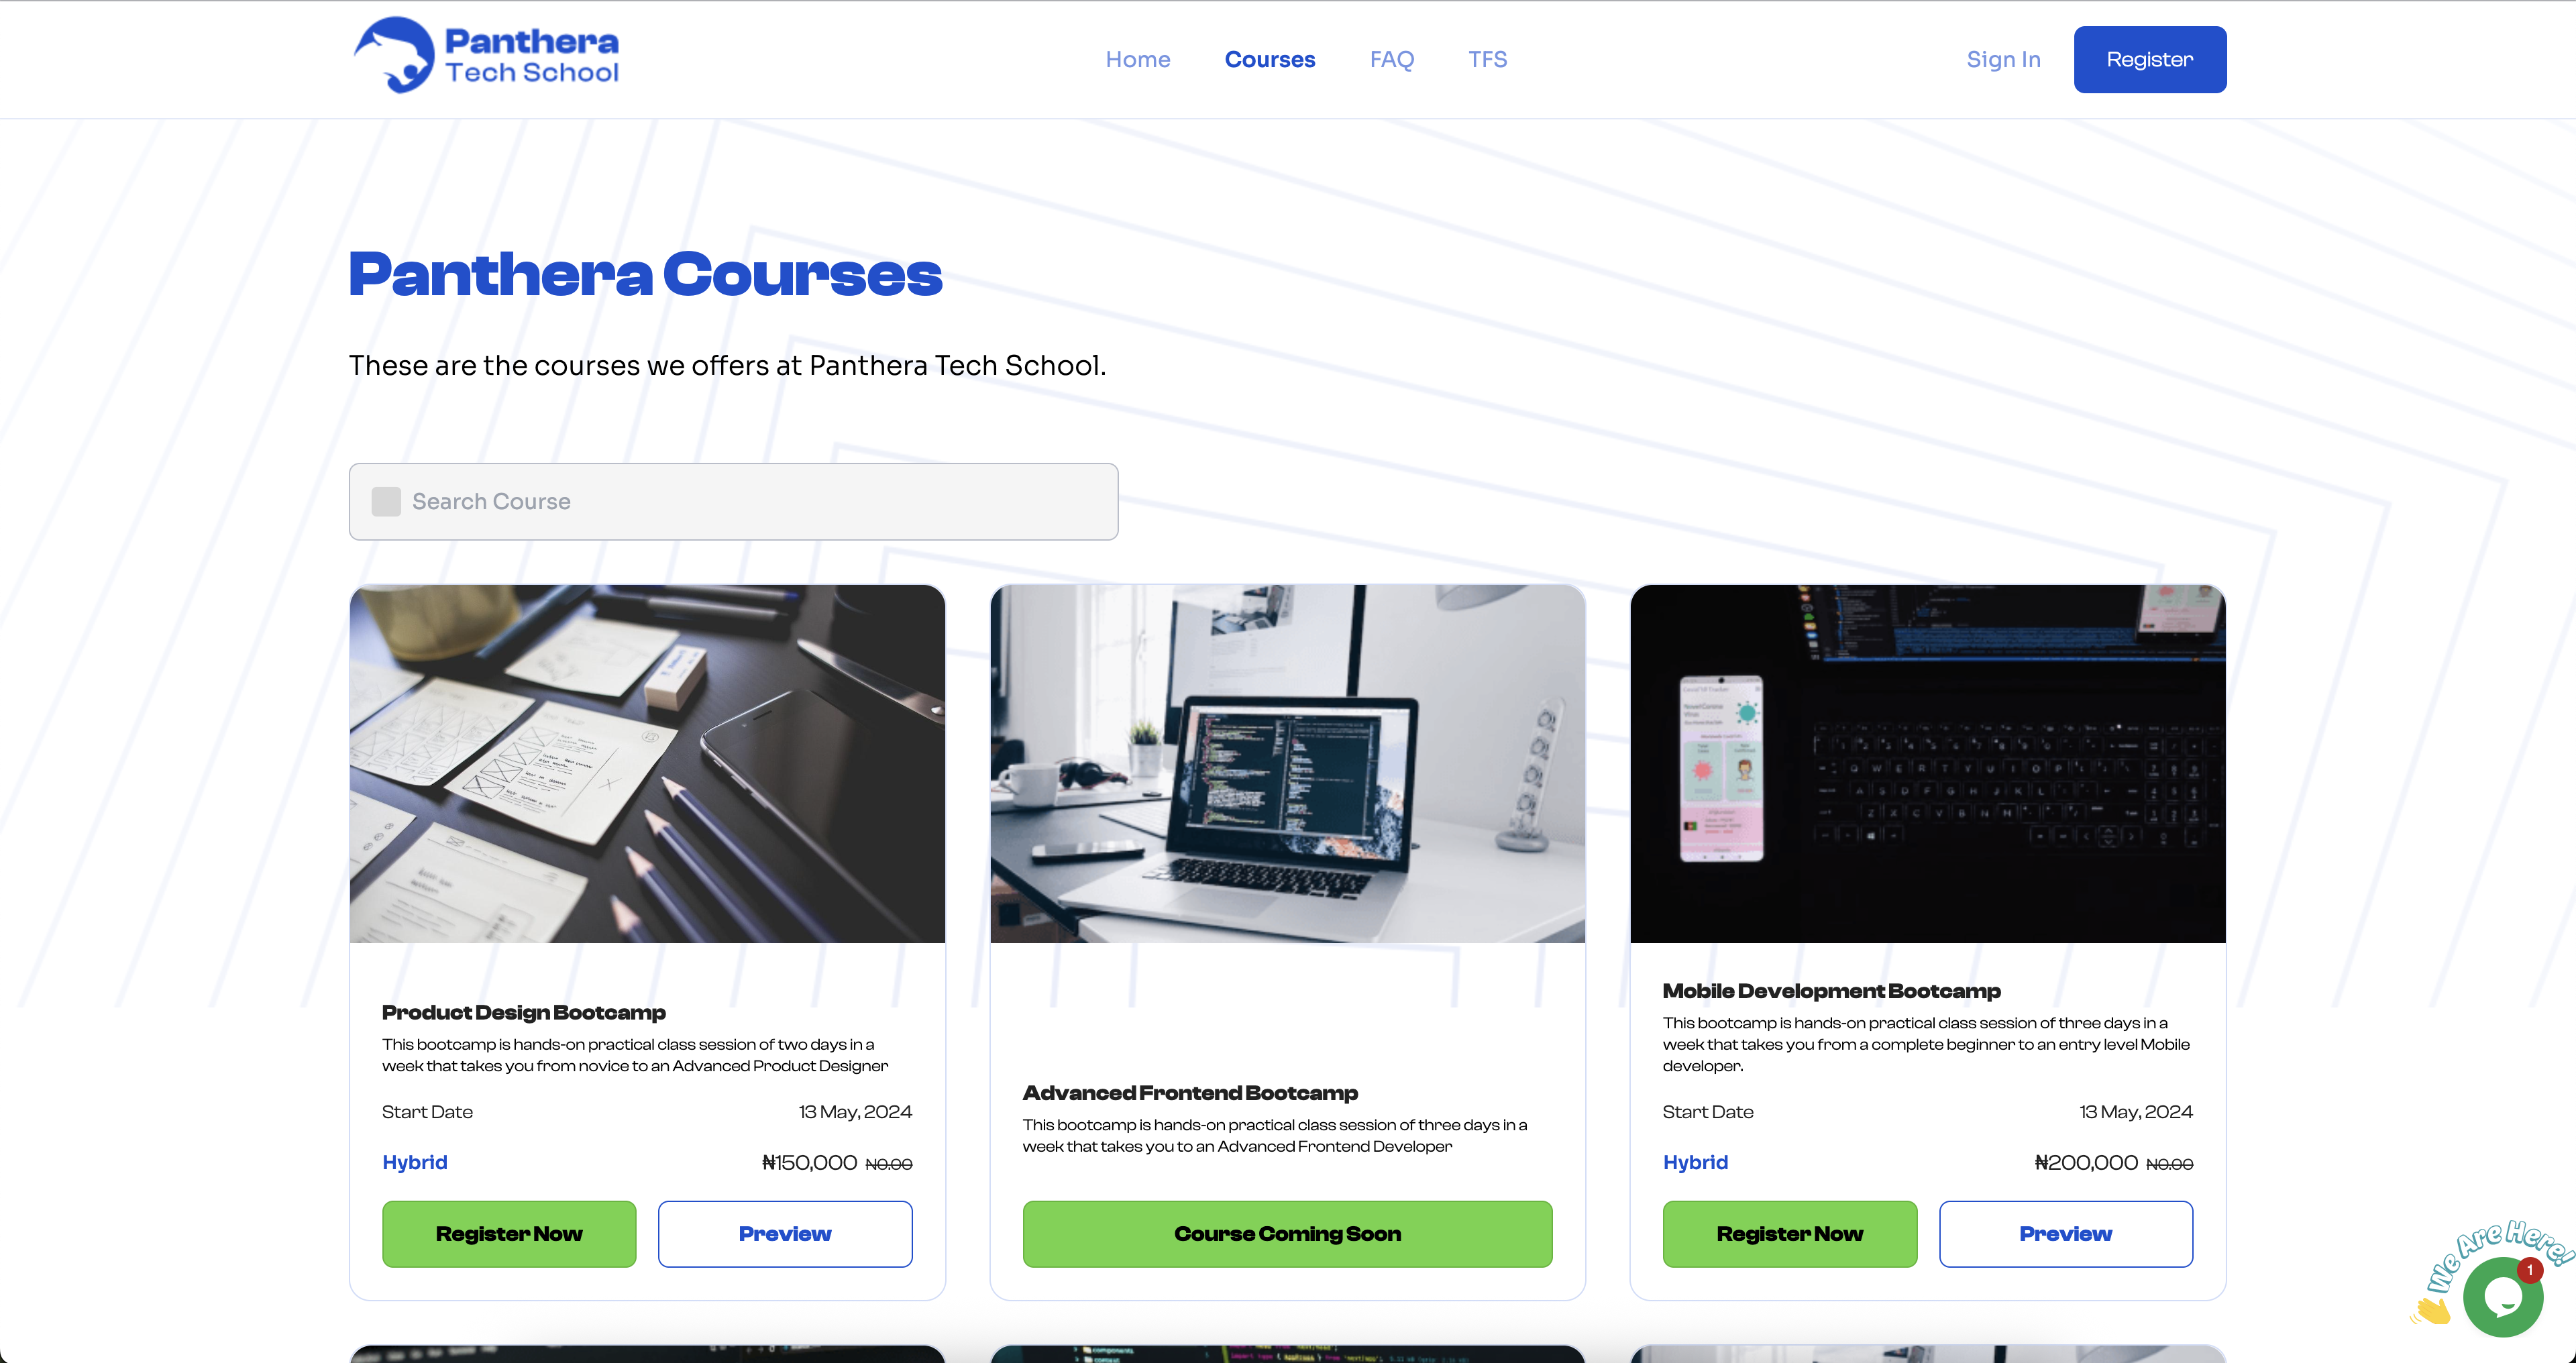 Panthera
Tech School
Home
Courses
FAQ
TFS
Sign In
Register
Panthera Courses
These are the courses we offers at Panthera Tech School.
Search Course
Product Design Bootcamp
This bootcamp is hands-on practical class session of two days in a
week that takes you from novice to an Advanced Product Designer
Start Date
13 May, 2024
Hybrid
₦150,000 N0.00
Register Now
Preview
Advanced Frontend Bootcamp
This bootcamp is hands-on practical class session of three days in a
week that takes you to an Advanced Frontend Developer
Course Coming Soon
Mobile Development Bootcamp
This bootcamp is hands-on practical class session of three days in a
week that takes you from a complete beginner to an entry level Mobile
developer.
Start Date
13 May, 2024
Hybrid
₦200,000 N0.00
Register Now
Preview
We Are Here!
1